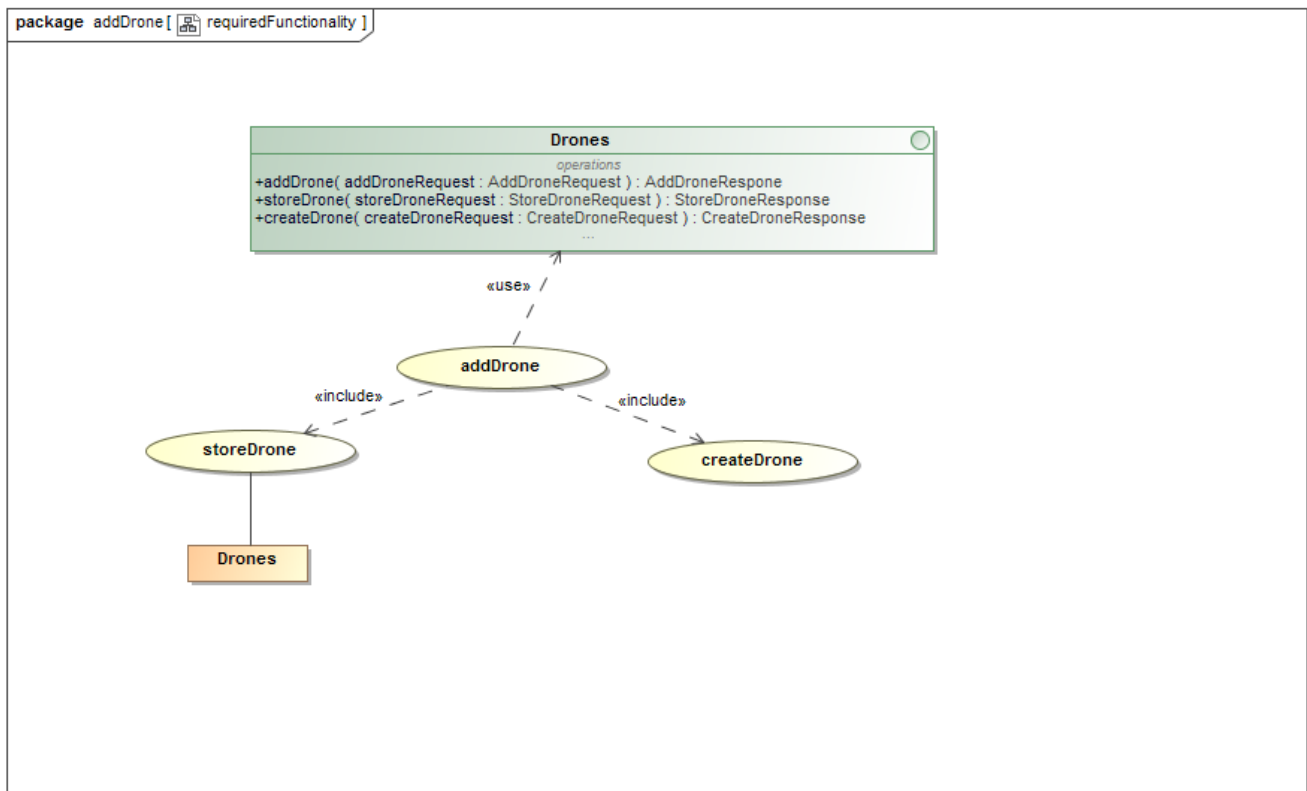 package addDrone [ requiredFunctionality ]
Drones
operations
+addDrone( addDroneRequest : AddDroneRequest ) : AddDroneRespone
+storeDrone( storeDroneRequest : StoreDroneRequest ) : StoreDroneResponse
+createDrone( createDroneRequest : CreateDroneRequest ) : CreateDroneResponse
...
«use»
addDrone
«include»
«include»
storeDrone
createDrone
Drones